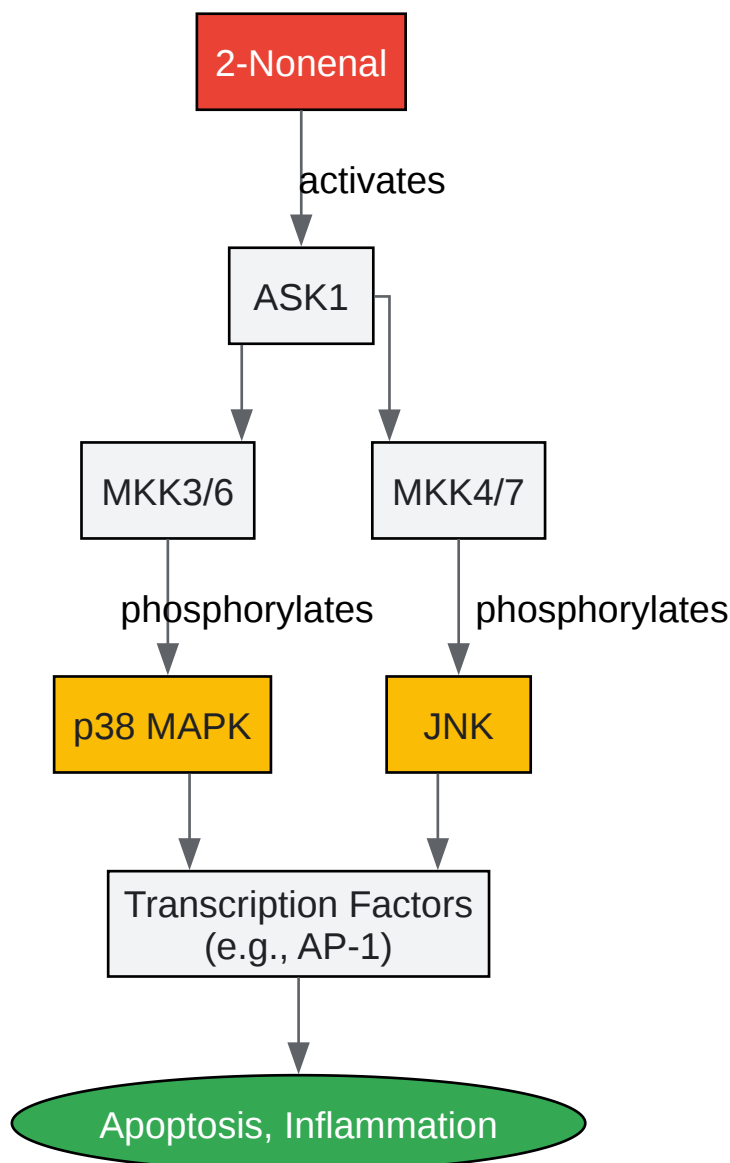 2-Nonenal
activates
ASK1
MKK3/6
MKK4/7
phosphorylates
phosphorylates
p38 MAPK
JNK
Transcription Factors
(e.g., AP-1)
Apoptosis, Inflammation